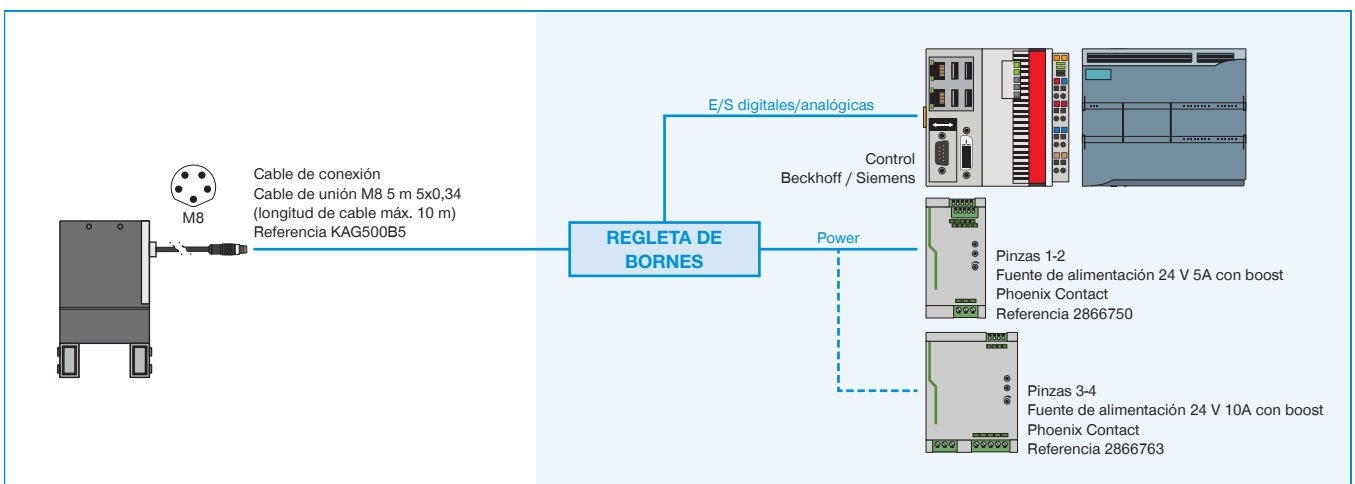 M8
Cable de conexión
Cable de unión M8 5 m 5x0,34
(longitud de cable máx. 10 m)
Referencia KAG500B5
REGLETA DE
BORNES
E/S digitales/analógicas
Control
Beckhoff / Siemens
Power
Pinzas 1-2
Fuente de alimentación 24 V 5A con boost
Phoenix Contact
Referencia 2866750
Pinzas 3-4
Fuente de alimentación 24 V 10A con boost
Phoenix Contact
Referencia 2866763